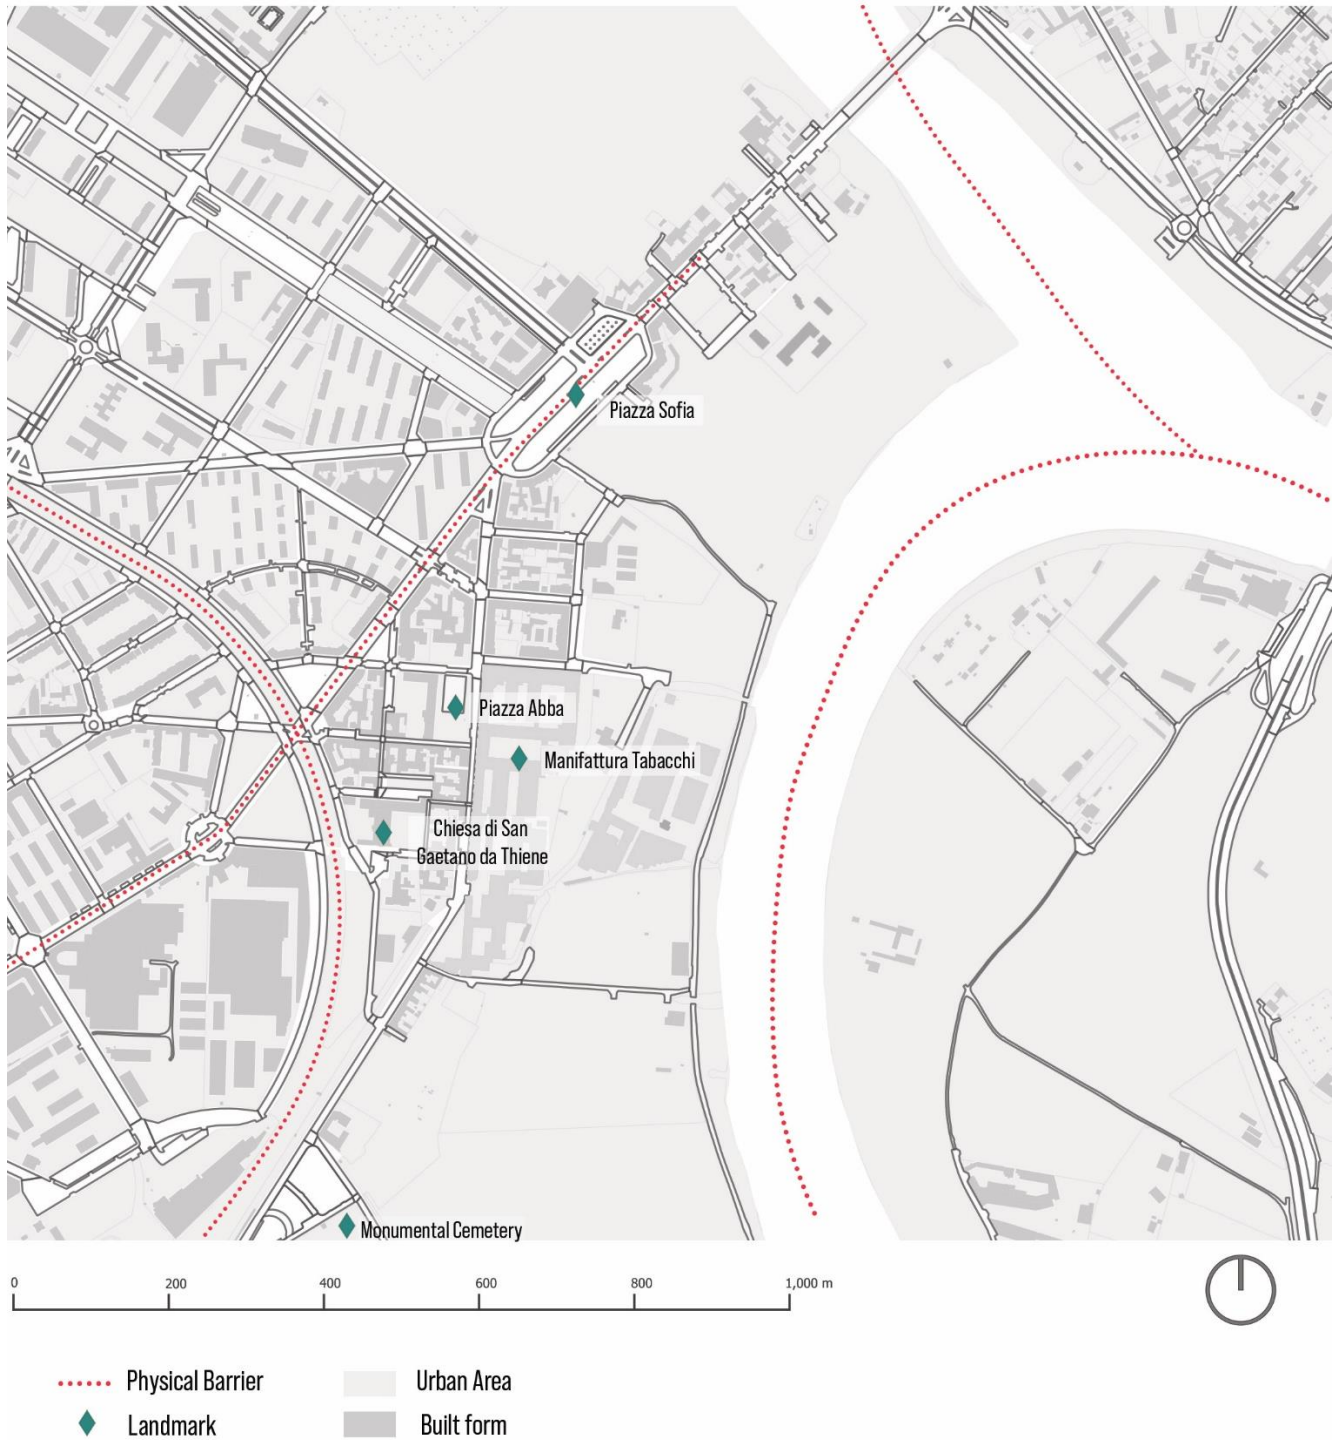 Piazza Sofia
Piazza Abba
Manifattura Tabacchi
Chiesa di San
Gaetano da Thiene
Monumental Cemetery
0 200 400 600 800 1,000 m
Physical Barrier
Urban Area
Landmark
Built form